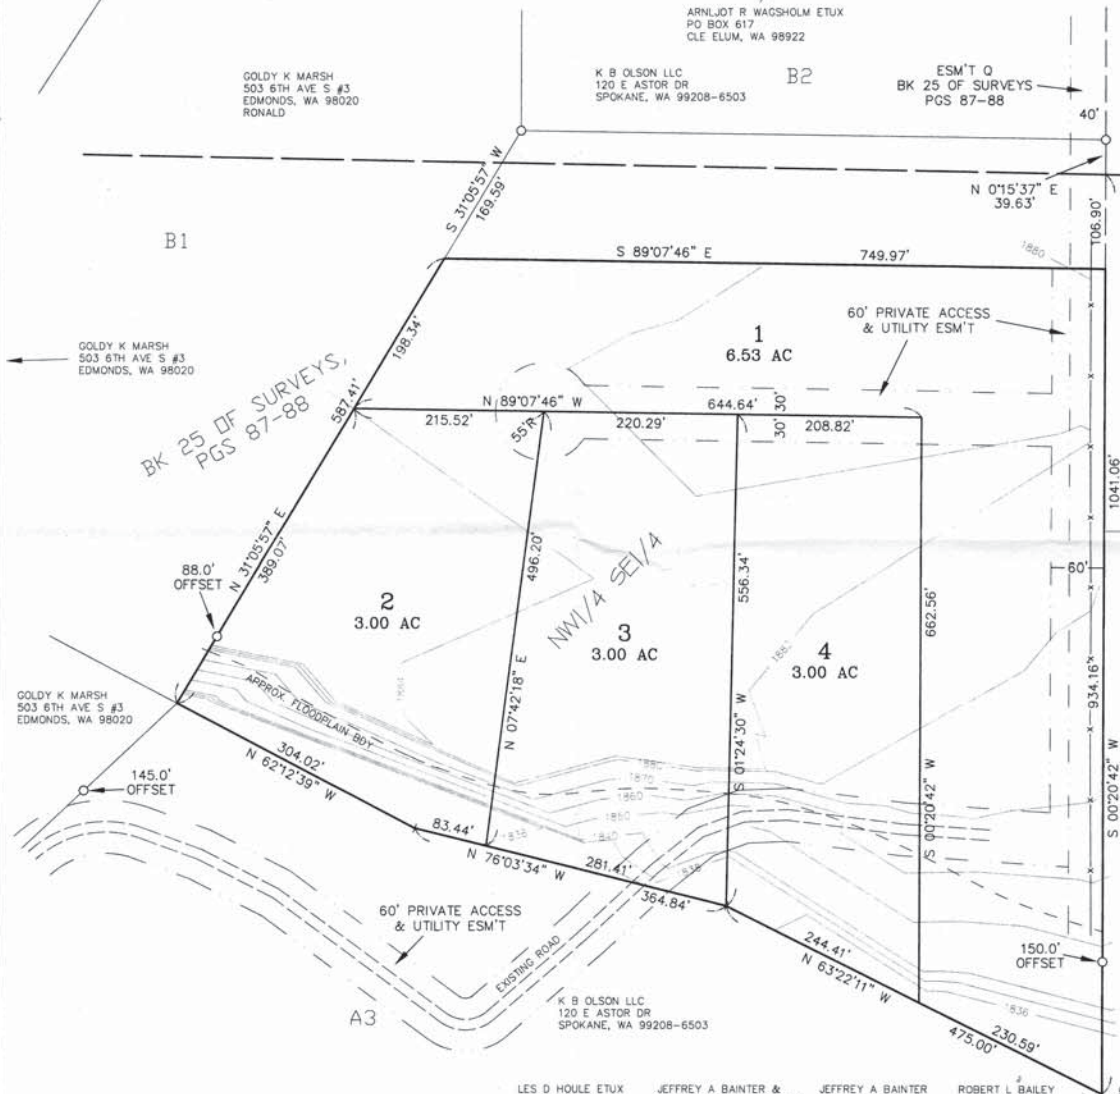 ARNLJOT R WAGSHOLM ETUX
PO BOX 617
CLE ELUM, WA 98922
GOLDY K MARSH
503 6TH AVE S #3
EDMONDS, WA 98020
RONALD
K B OLSON LLC
120 E ASTOR DR
SPOKANE, WA 99208-6503
B2
ESM'T Q
BK 25 OF SURVEYS
PGS 87-88
40'
N 0°15'37" E
39.63'
106.90'
S 31°05'57" W
169.59'
B1
S 89°07'46" E
749.97'
1880
GOLDY K MARSH
503 6TH AVE S #3
EDMONDS, WA 98020
198.34'
587.41'
BK 25 OF SURVEYS,
PGS 87-88
1
6.53 AC
60' PRIVATE ACCESS
& UTILITY ESM'T
N 89°07'46" W
644.64'
30'
30'
215.52'
55'R
220.29'
208.82'
1041.06'
N 31°05'57" E
389.07'
88.0'
OFFSET
496.20'
NW1/4 SE1/4
556.34'
662.56'
60'
2
3.00 AC
3
3.00 AC
4
3.00 AC
1884
934.16'
GOLDY K MARSH
503 6TH AVE S #3
EDMONDS, WA 98020
APPROX. FLOODPLAIN BDY
N 07°42'18" E
S 01°24'30" W
S 00°20'42" W
S 00°20'42" W
304.02'
N 62°12'39" W
145.0'
OFFSET
1880
1870
1860
1850
1840
1836
1836
83.44'
N 76°03'34" W
281.41'
364.84'
60' PRIVATE ACCESS
& UTILITY ESM'T
EXISTING ROAD
244.41'
N 63°22'11" W
150.0'
OFFSET
1836
230.59'
475.00'
A3
K B OLSON LLC
120 E ASTOR DR
SPOKANE, WA 99208-6503
LES D HOULE ETUX
JEFFREY A BAINTER &
JEFFREY A BAINTER
ROBERT L BAILEY